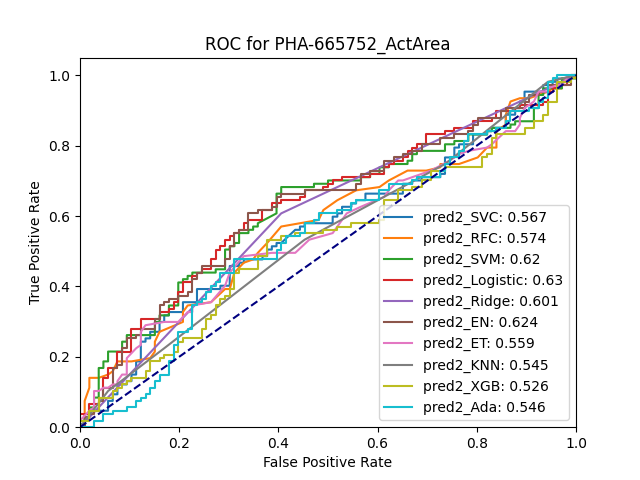 ROC for PHA-665752_ActArea
1.0
0.8
0.6
0.4
0.2
0.0
True Positive Rate
0.0 0.2 0.4 0.6 0.8 1.0
False Positive Rate
pred2_SVC: 0.567
pred2_RFC: 0.574
pred2_SVM: 0.62
pred2_Logistic: 0.63
pred2_Ridge: 0.601
pred2_EN: 0.624
pred2_ET: 0.559
pred2_KNN: 0.545
pred2_XGB: 0.526
pred2_Ada: 0.546